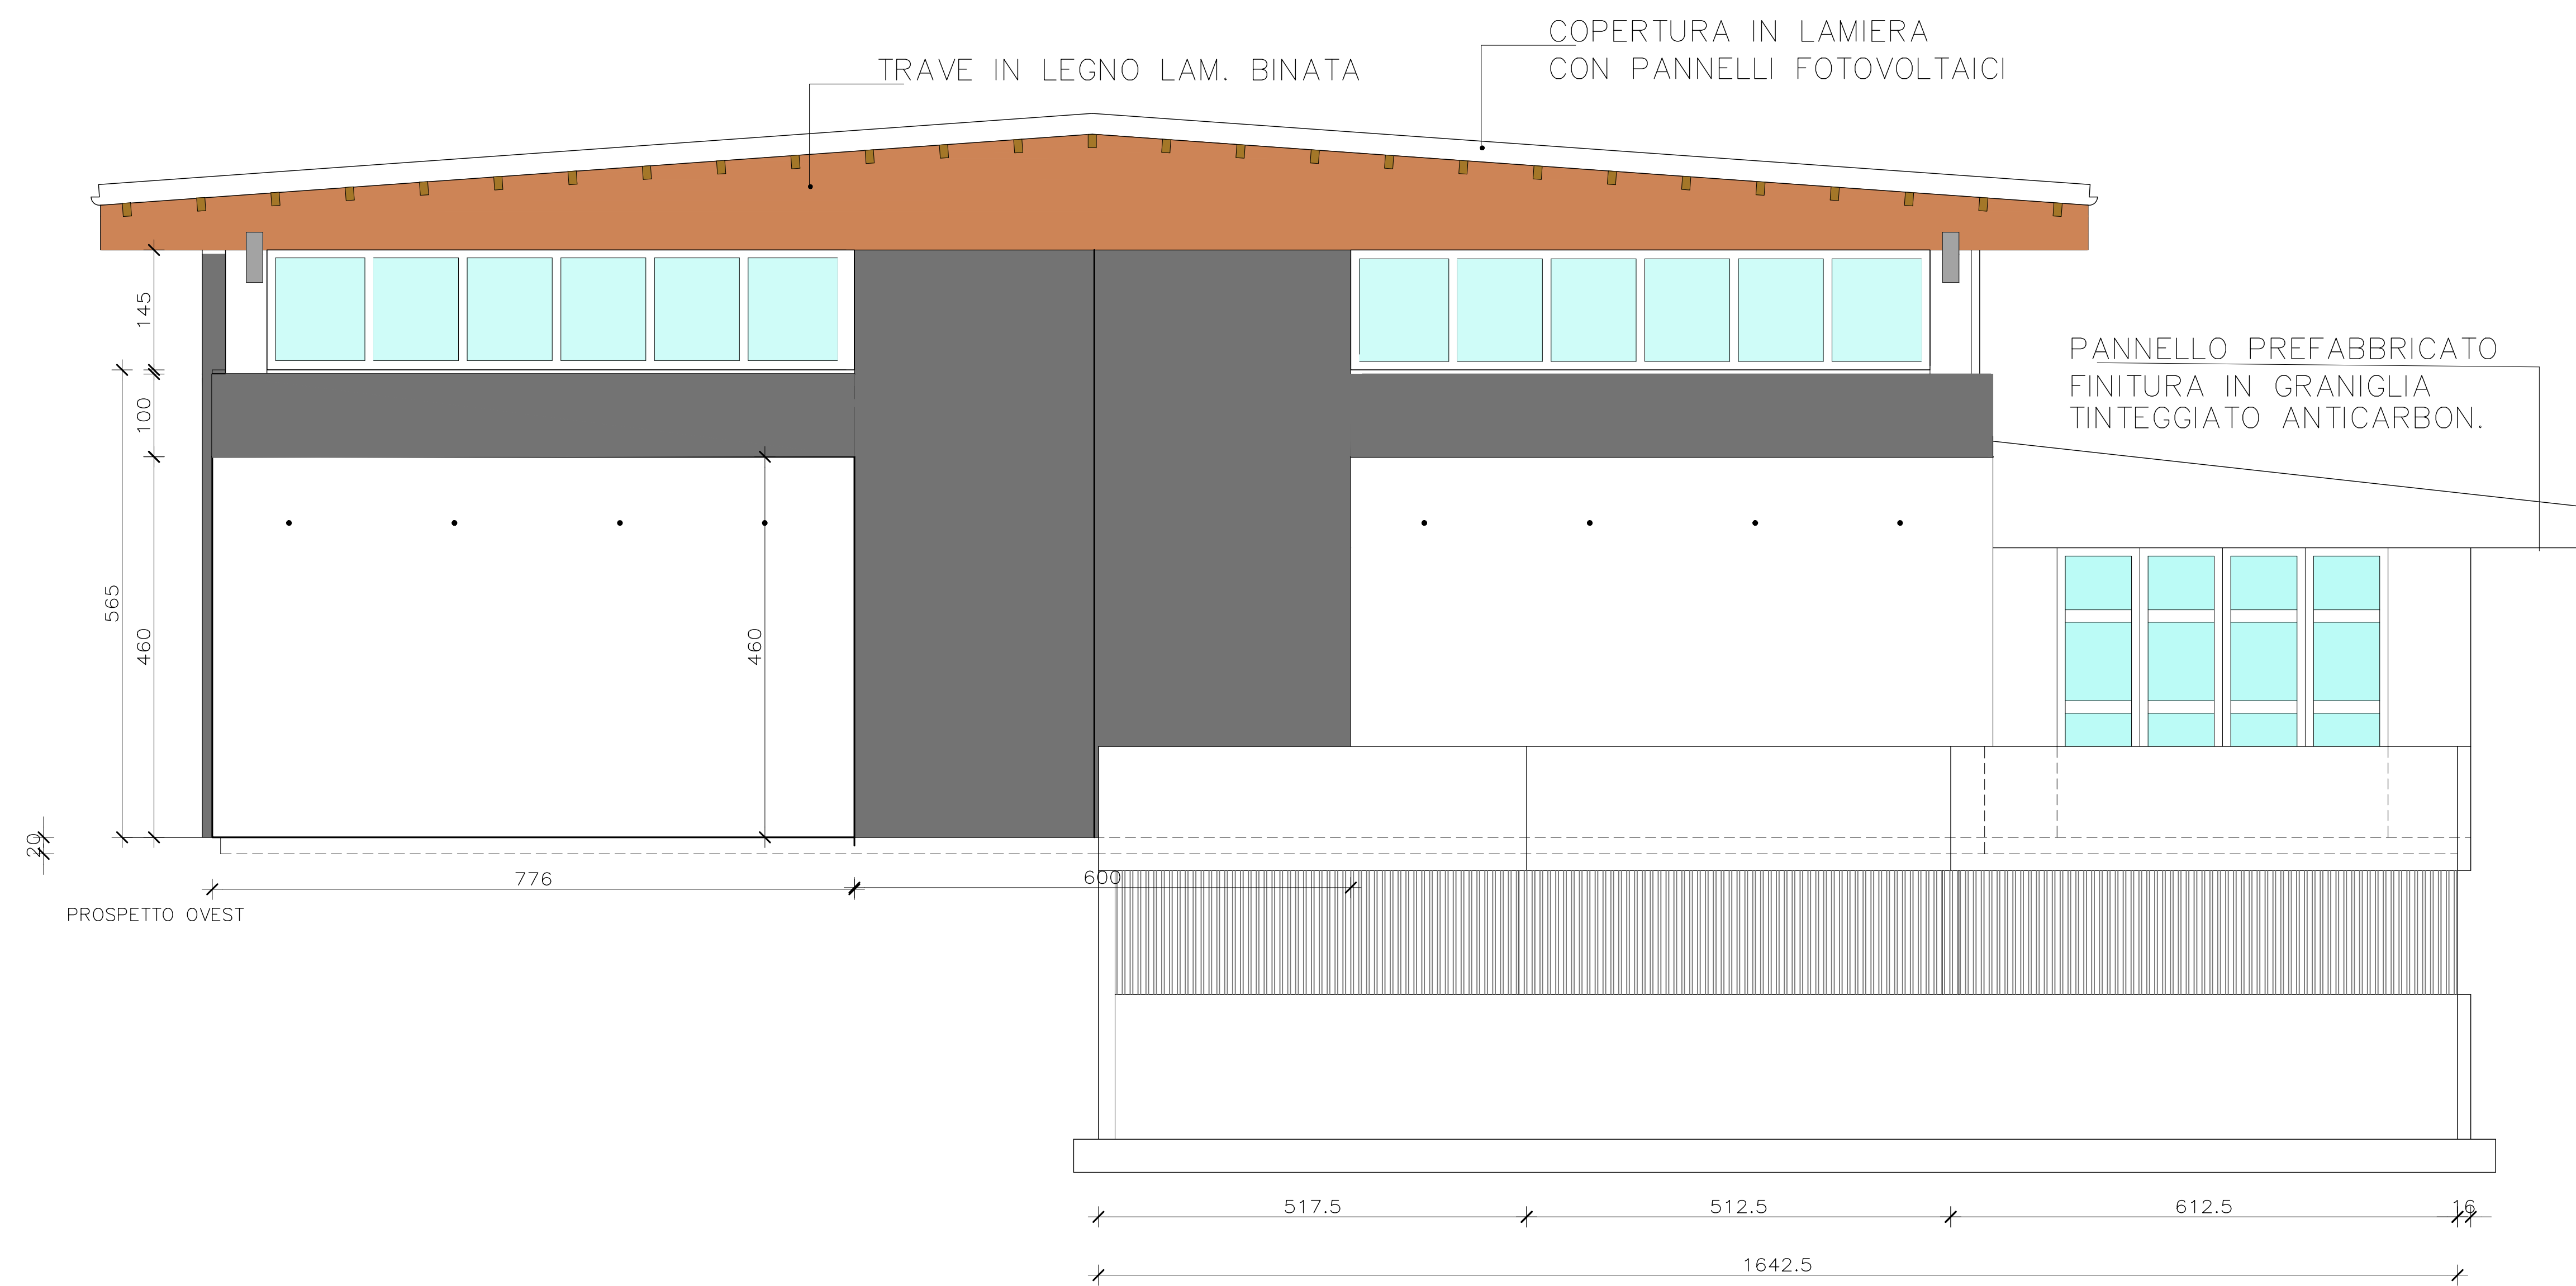 COPERTURA IN LAMIERA
CON PANNELLI FOTOVOLTAICI
TRAVE IN LEGNO LAM. BINATA
PANNELLO PREFABBRICATO
FINITURA IN GRANIGLIA
TINTEGGIATO ANTICARBON.
145
100
565
460
460
20
776
600
PROSPETTO OVEST
517.5
512.5
612.5
16
1642.5